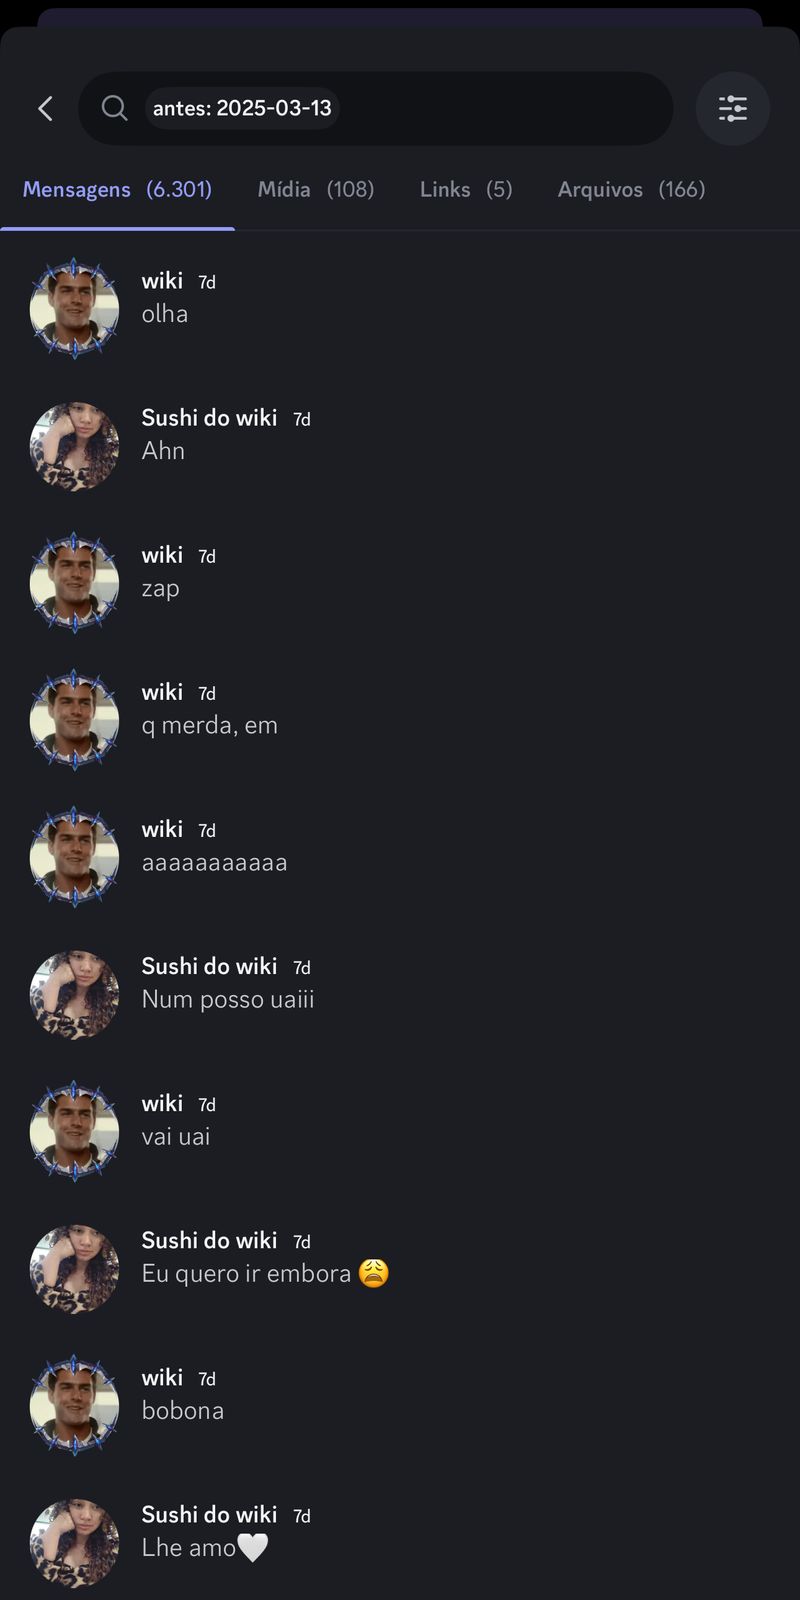 antes: 2025-03-13
Mensagens (6.301) Mídia (108) Links (5) Arquivos (166)
wiki 7d
olha
Sushi do wiki 7d
Ahn
wiki 7d
zap
wiki 7d
q merda, em
wiki 7d
aaaaaaaaaaa
Sushi do wiki 7d
Num posso uaiii
wiki 7d
vai uai
Sushi do wiki 7d
Eu quero ir embora 😩
wiki 7d
bobona
Sushi do wiki 7d
Lhe amo🤍